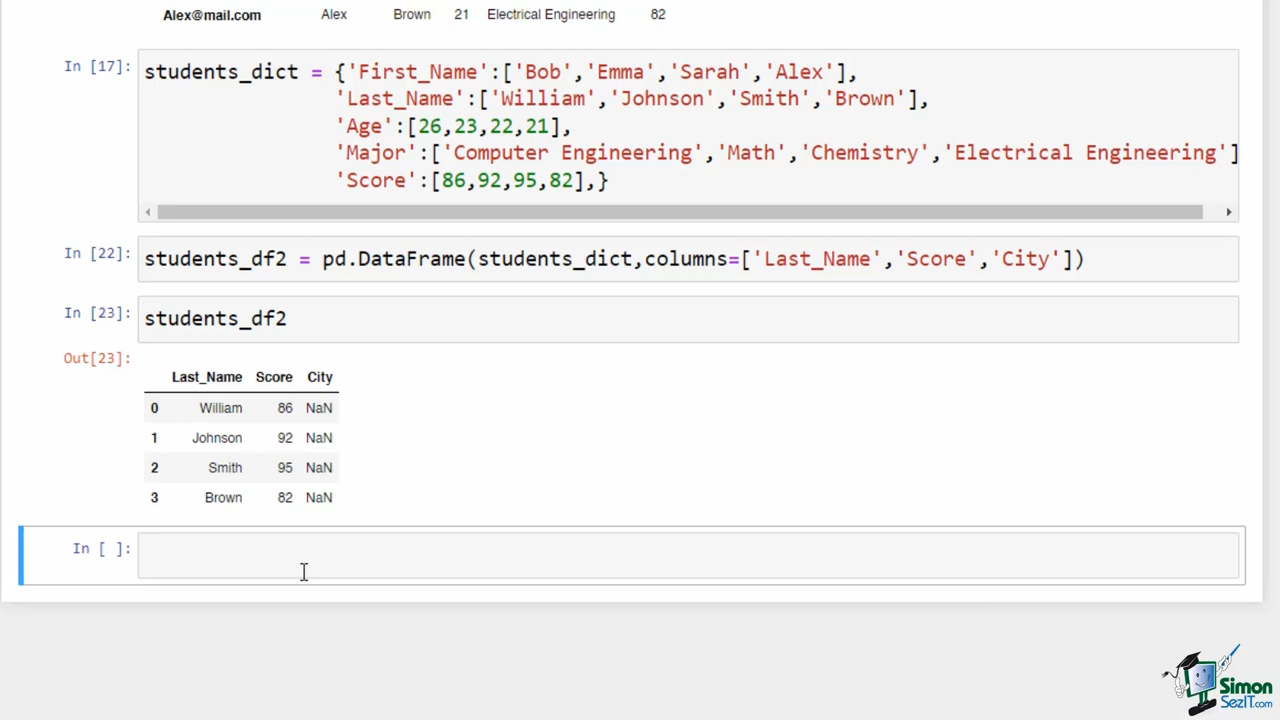 Alex@mail.com Alex Brown 21 Electrical Engineering 82
In [17]: students_dict = {'First_Name':['Bob','Emma','Sarah','Alex'],
'Last_Name':['William','Johnson','Smith','Brown'],
'Age':[26,23,22,21],
'Major':['Computer Engineering','Math','Chemistry','Electrical Engineering']
'Score':[86,92,95,82],}
In [22]: students_df2 = pd.DataFrame(students_dict,columns=['Last_Name','Score','City'])
In [23]: students_df2
Out[23]:
Last_Name Score City
0 William 86 NaN
1 Johnson 92 NaN
2 Smith 95 NaN
3 Brown 82 NaN
In [ ]:
Simon
SezIT.com